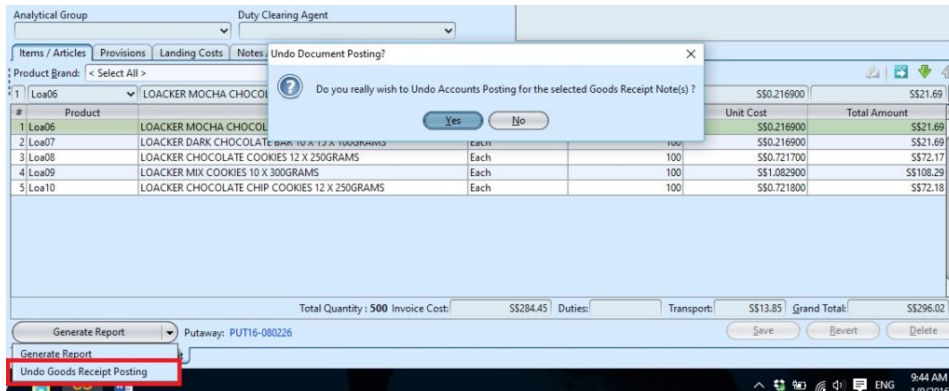 Analytical Group Duty Clearing Agent
Items / Articles Provisions Landing Costs Notes Undo Document Posting?
Product Brand: < Select All >
Do you really wish to Undo Accounts Posting for the selected Goods Receipt Note(s) ?
Yes No
1 Loa06 LOACKER MOCHA CHOCOL S$0.216900 S$21.69
# Product Unit Cost Total Amount
1 Loa06 LOACKER MOCHA CHOCOL S$0.216900 S$21.69
2 Loa07 LOACKER DARK CHOCOLATE BAR 10 X 15 X 100GRAMS Each 100 S$0.216900 S$21.69
3 Loa08 LOACKER CHOCOLATE COOKIES 12 X 250GRAMS Each 100 S$0.721700 S$72.17
4 Loa09 LOACKER MIX COOKIES 10 X 300GRAMS Each 100 S$1.082900 S$108.29
5 Loa10 LOACKER CHOCOLATE CHIP COOKIES 12 X 250GRAMS Each 100 S$0.721800 S$72.18
Total Quantity : 500 Invoice Cost: S$284.45 Duties: Transport: S$13.85 Grand Total: S$296.02
Generate Report Putaway: PUT16-080226 Save Revert Delete
Generate Report
Undo Goods Receipt Posting
9:44 AM
ENG